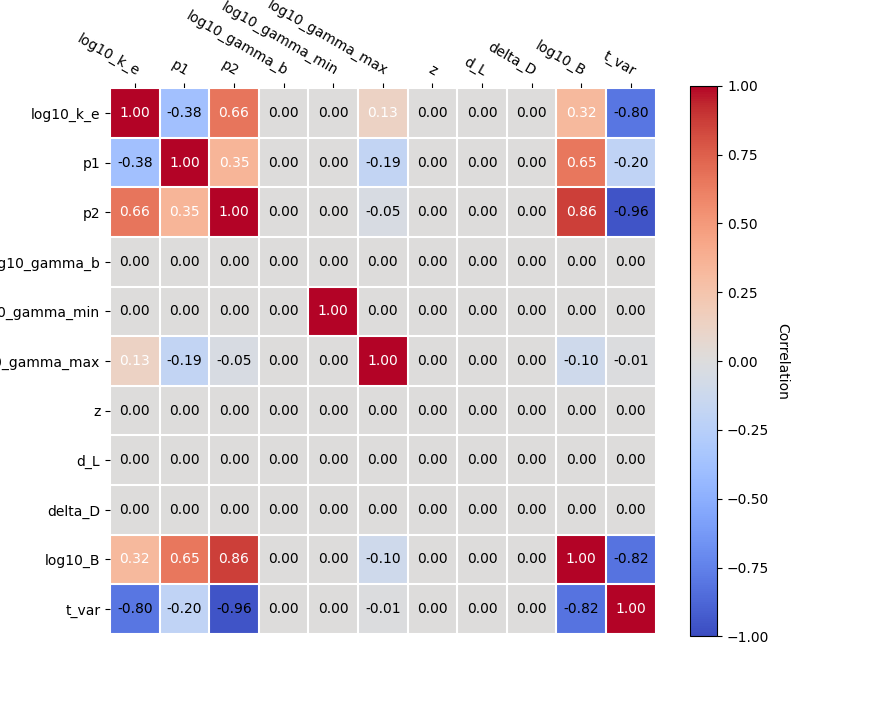 log10_k_e p1 p2 log10_gamma_b log10_gamma_min log10_gamma_max z d_L delta_D log10_B t_var
log10_k_e 1.00 -0.38 0.66 0.00 0.00 0.13 0.00 0.00 0.00 0.32 -0.80
p1 -0.38 1.00 0.35 0.00 0.00 -0.19 0.00 0.00 0.00 0.65 -0.20
p2 0.66 0.35 1.00 0.00 0.00 -0.05 0.00 0.00 0.00 0.86 -0.96
g10_gamma_b 0.00 0.00 0.00 0.00 0.00 0.00 0.00 0.00 0.00 0.00 0.00
0_gamma_min 0.00 0.00 0.00 0.00 1.00 0.00 0.00 0.00 0.00 0.00 0.00
0_gamma_max 0.13 -0.19 -0.05 0.00 0.00 1.00 0.00 0.00 0.00 -0.10 -0.01
z 0.00 0.00 0.00 0.00 0.00 0.00 0.00 0.00 0.00 0.00 0.00
d_L 0.00 0.00 0.00 0.00 0.00 0.00 0.00 0.00 0.00 0.00 0.00
delta_D 0.00 0.00 0.00 0.00 0.00 0.00 0.00 0.00 0.00 0.00 0.00
log10_B 0.32 0.65 0.86 0.00 0.00 -0.10 0.00 0.00 0.00 1.00 -0.82
t_var -0.80 -0.20 -0.96 0.00 0.00 -0.01 0.00 0.00 0.00 -0.82 1.00
1.00
0.75
0.50
0.25
0.00
−0.25
−0.50
−0.75
−1.00
Correlation